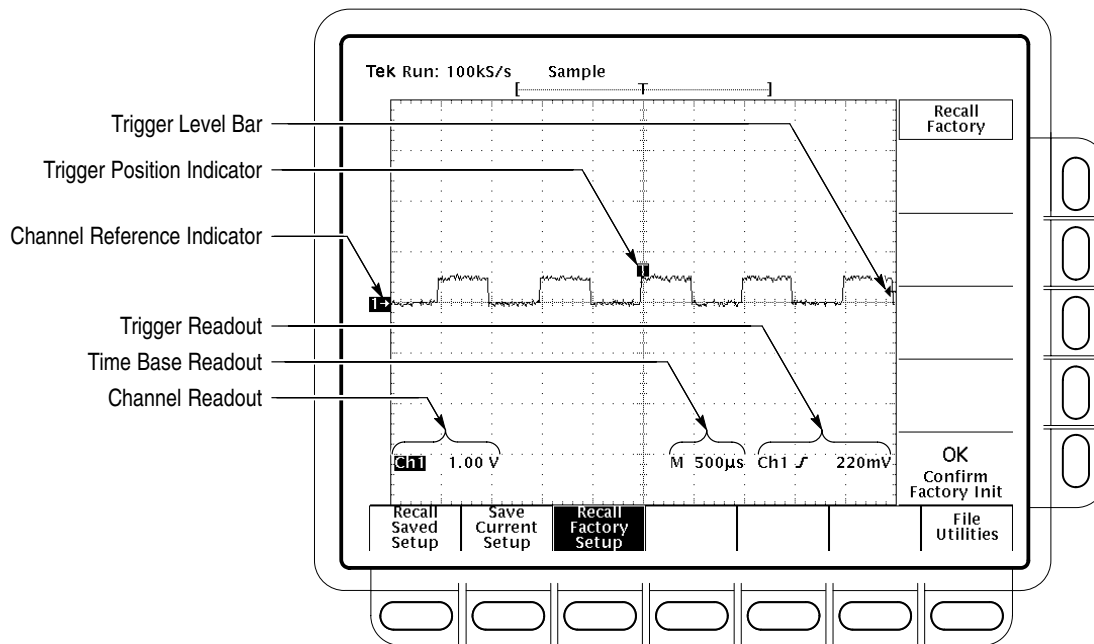 Tek Run: 100kS/s Sample
[ T ]
Trigger Level Bar
Trigger Position Indicator
Channel Reference Indicator
Trigger Readout
Time Base Readout
Channel Readout
T
1→
Ch1 1.00 V
M 500µs
Ch1 220mV
Recall
Factory
OK
Confirm
Factory Init
Recall
Saved
Setup
Save
Current
Setup
Recall
Factory
Setup
File
Utilities